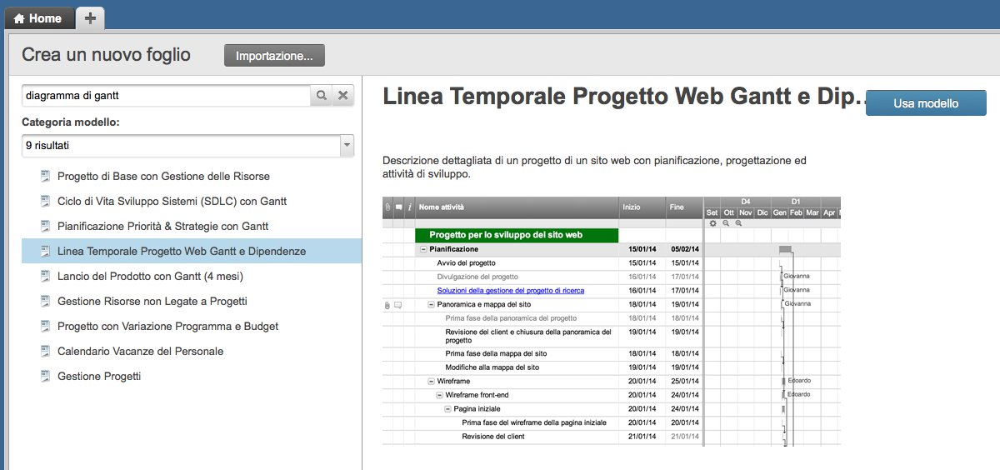 Home
Crea un nuovo foglio
Importazione...
diagramma di gantt
Categoria modello:
9 risultati
Progetto di Base con Gestione delle Risorse
Ciclo di Vita Sviluppo Sistemi (SDLC) con Gantt
Pianificazione Priorità & Strategie con Gantt
Linea Temporale Progetto Web Gantt e Dipendenze
Lancio del Prodotto con Gantt (4 mesi)
Gestione Risorse non Legate a Progetti
Progetto con Variazione Programma e Budget
Calendario Vacanze del Personale
Gestione Progetti
Linea Temporale Progetto Web Gantt e Dip...
Usa modello
Descrizione dettagliata di un progetto di un sito web con pianificazione, progettazione ed
attività di sviluppo.
D4 D1
i Nome attività Inizio Fine
Set Ott Nov Dic Gen Feb Mar Apr
Progetto per lo sviluppo del sito web
Pianificazione 15/01/14 05/02/14
Avvio del progetto 15/01/14 15/01/14
Divulgazione del progetto 16/01/14 17/01/14 Giovanna
Soluzioni della gestione del progetto di ricerca 16/01/14 17/01/14 Giovanna
Panoramica e mappa del sito 18/01/14 19/01/14 Giovanna
Prima fase della panoramica del progetto 18/01/14 18/01/14
Revisione del client e chiusura della panoramica del 19/01/14 19/01/14
progetto
Prima fase della mappa del sito 18/01/14 18/01/14
Modifiche alla mappa del sito 19/01/14 19/01/14
Wireframe 20/01/14 25/01/14 Edoardo
Wireframe front-end 20/01/14 24/01/14 Edoardo
Pagina iniziale 20/01/14 24/01/14
Prima fase del wireframe della pagina iniziale 20/01/14 20/01/14
Revisione del client 21/01/14 21/01/14